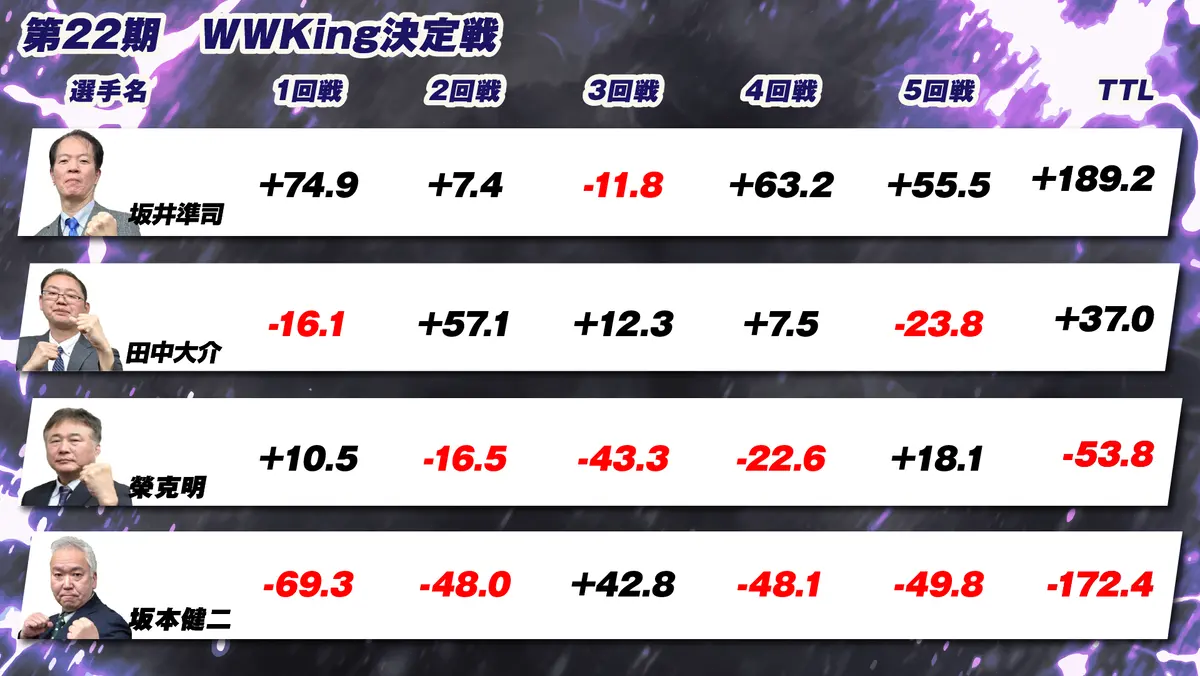 第22期 WWKing決定戦
選手名 1回戦 2回戦 3回戦 4回戦 5回戦 TTL
坂井準司 +74.9 +7.4 -11.8 +63.2 +55.5 +189.2
田中大介 -16.1 +57.1 +12.3 +7.5 -23.8 +37.0
榮克明 +10.5 -16.5 -43.3 -22.6 +18.1 -53.8
坂本健二 -69.3 -48.0 +42.8 -48.1 -49.8 -172.4